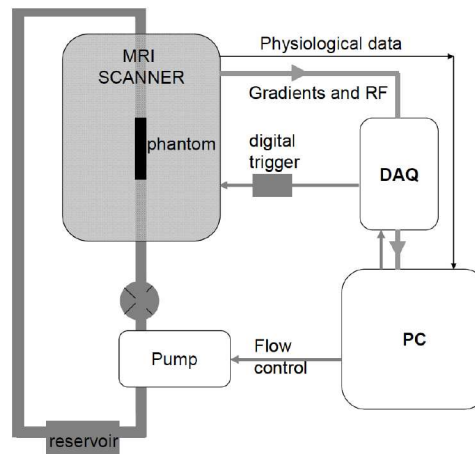 MRI
SCANNER
Physiological data
Gradients and RF
phantom
digital
trigger
DAQ
PC
Pump
Flow
control
reservoir